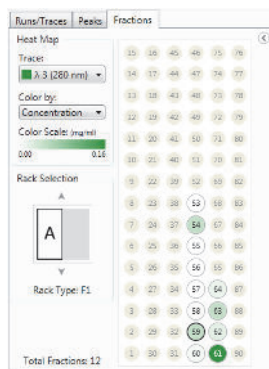 Runs/Traces Peaks Fractions
Heat Map
Trace:
λ 3 (280 nm)
Color by:
Concentration
Color Scale: (mg/ml)
0.00 0.16
Rack Selection
A
Rack Type: F1
Total Fractions: 12
15 16 45 46 75 76
14 17 44 47 74 77
13 18 43 48 73 78
12 19 42 49 72 79
11 20 41 50 71 80
10 21 40 51 70 81
9 22 39 52 69 82
8 23 38 53 68 83
7 24 37 54 67 84
6 25 36 55 66 85
5 26 35 56 65 86
4 27 34 57 64 87
3 28 33 58 63 88
2 29 32 59 62 89
1 30 31 60 61 90